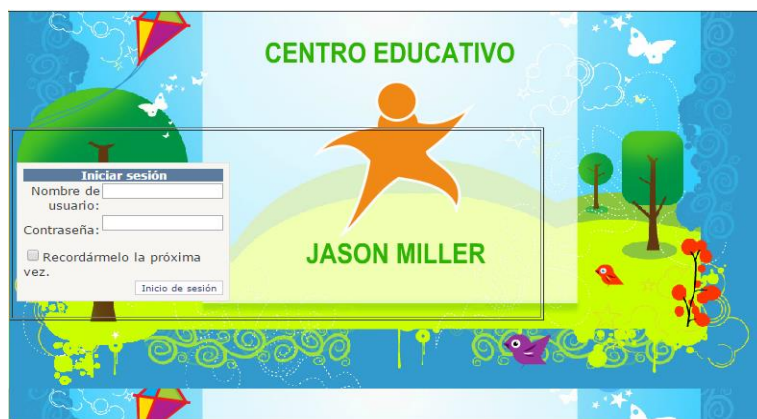 CENTRO EDUCATIVO
Iniciar sesión
Nombre de
usuario:
Contraseña:
Recordármelo la próxima
vez.
Inicio de sesión
JASON MILLER